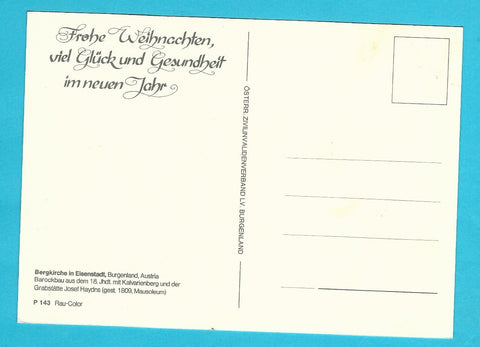 Frohe Weihnachten,
viel Glück und Gesundheit
im neuen Jahr
ÖSTERR. ZIVILINVALIDENVERBAND LV. BURGENLAND
Bergkirche in Eisenstadt, Burgenland, Austria
Barockbau aus dem 18. Jhdt. mit Kalvarienberg und der
Grabstätte Josef Haydns (gest. 1809, Mausoleum)
P 143 Rau-Color